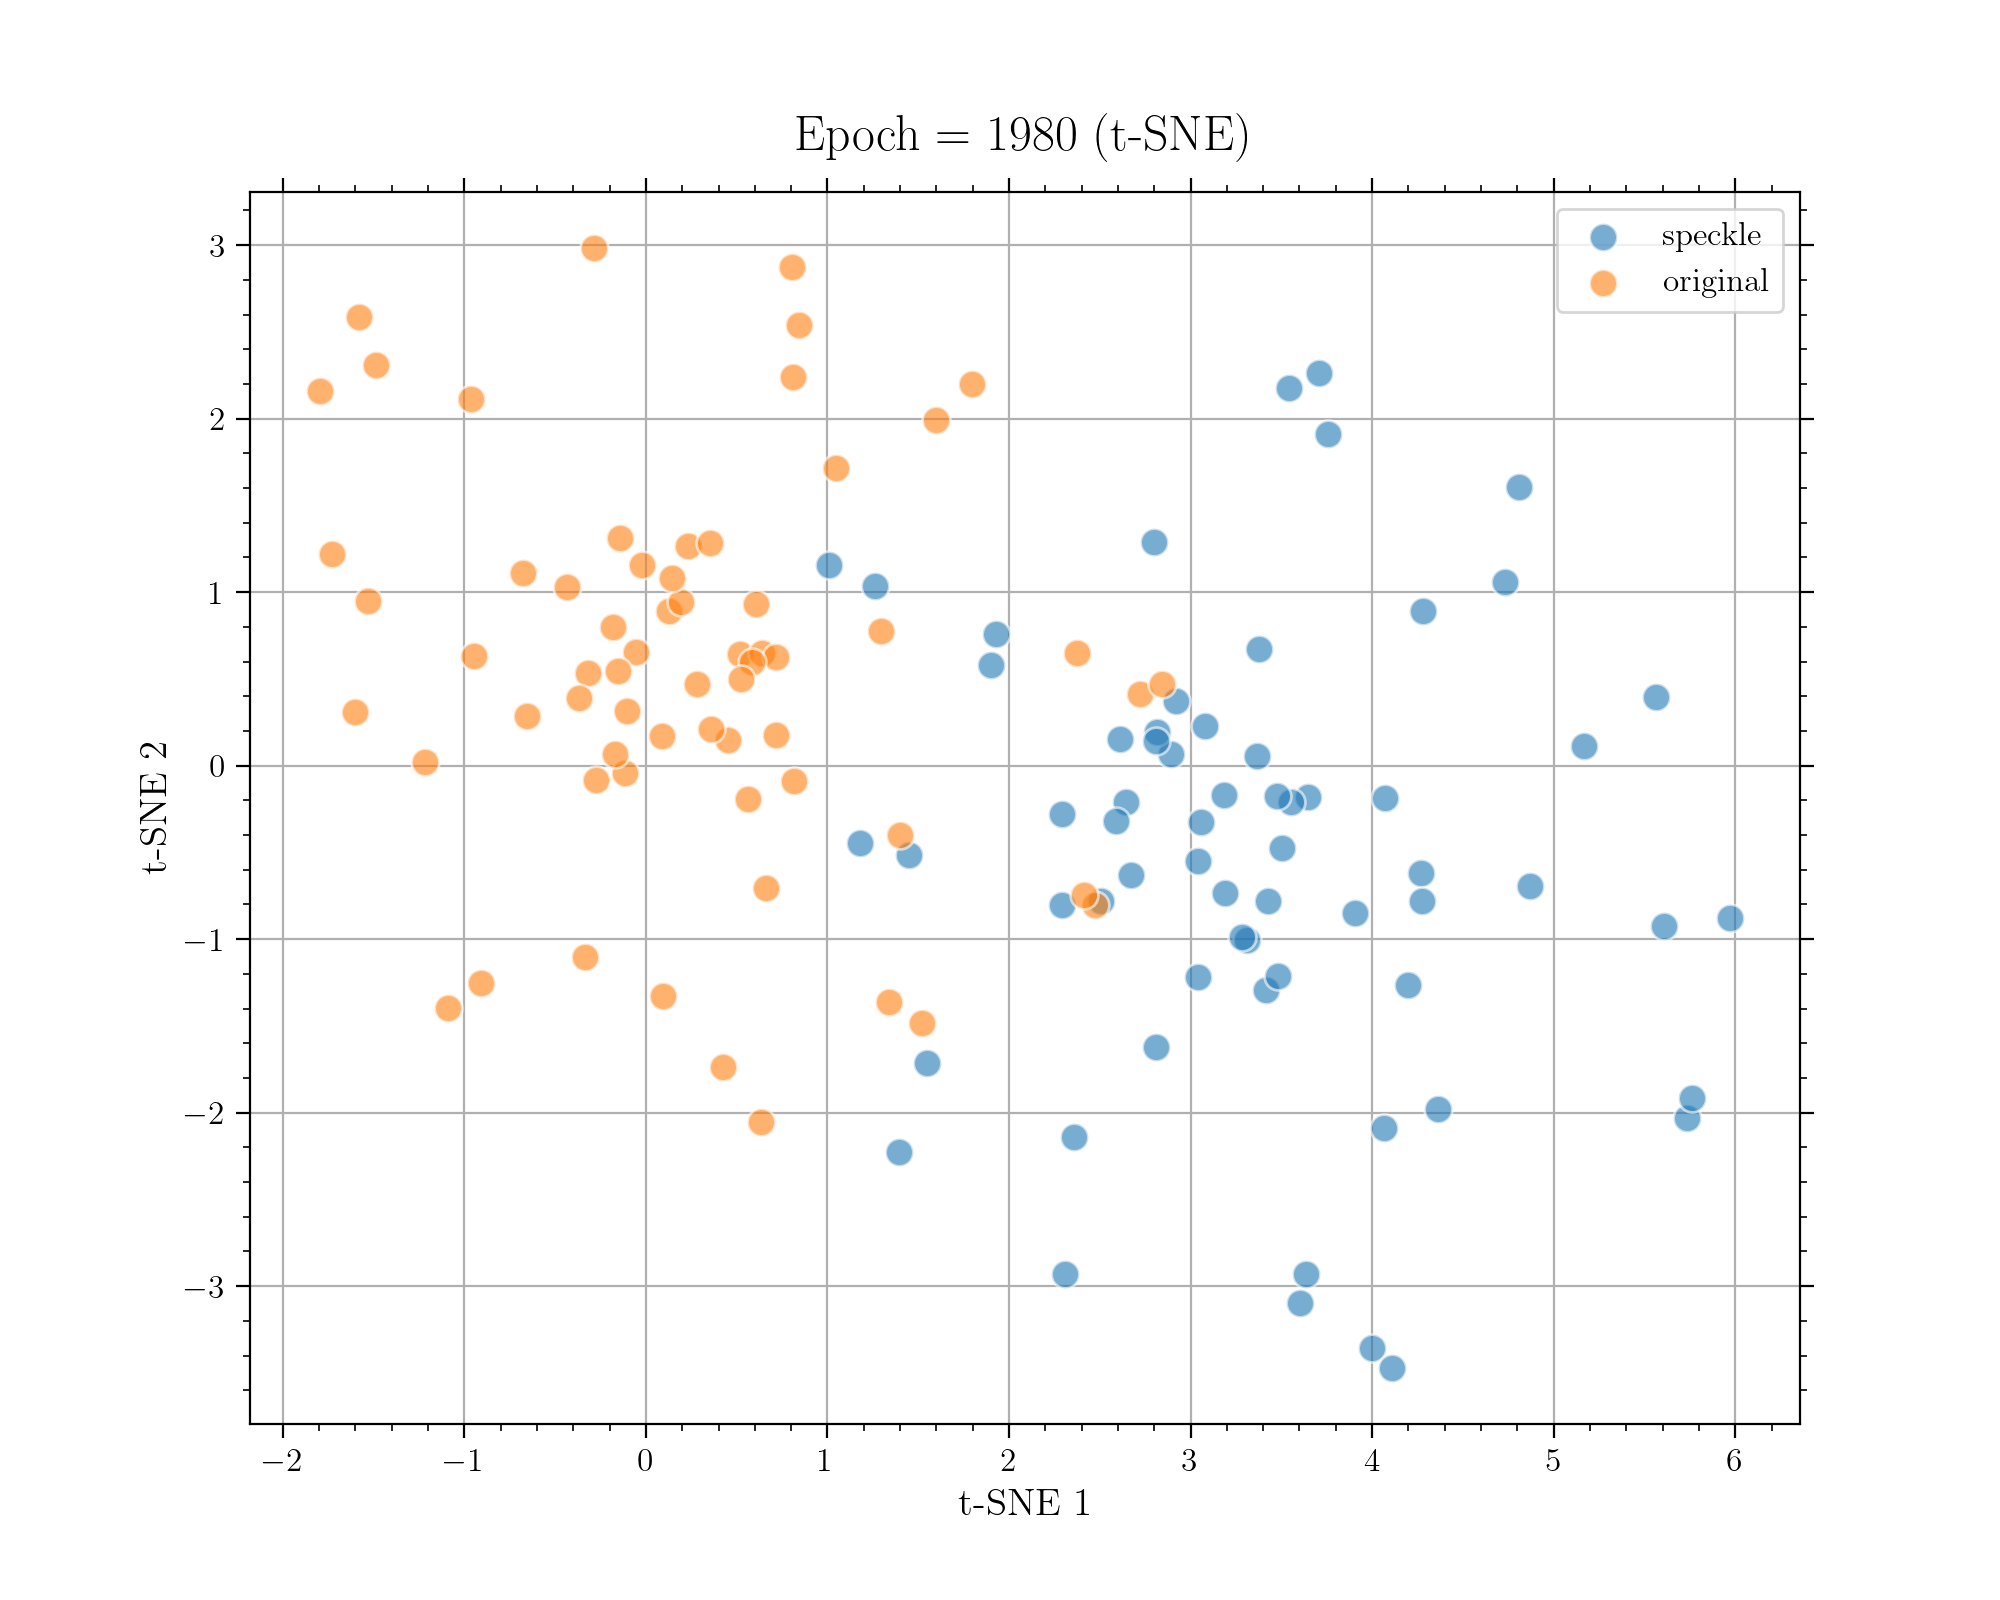 Epoch = 1980 (t-SNE)
speckle
original
3
2
1
0
−1
−2
−3
t-SNE 2
−2 −1 0 1 2 3 4 5 6
t-SNE 1